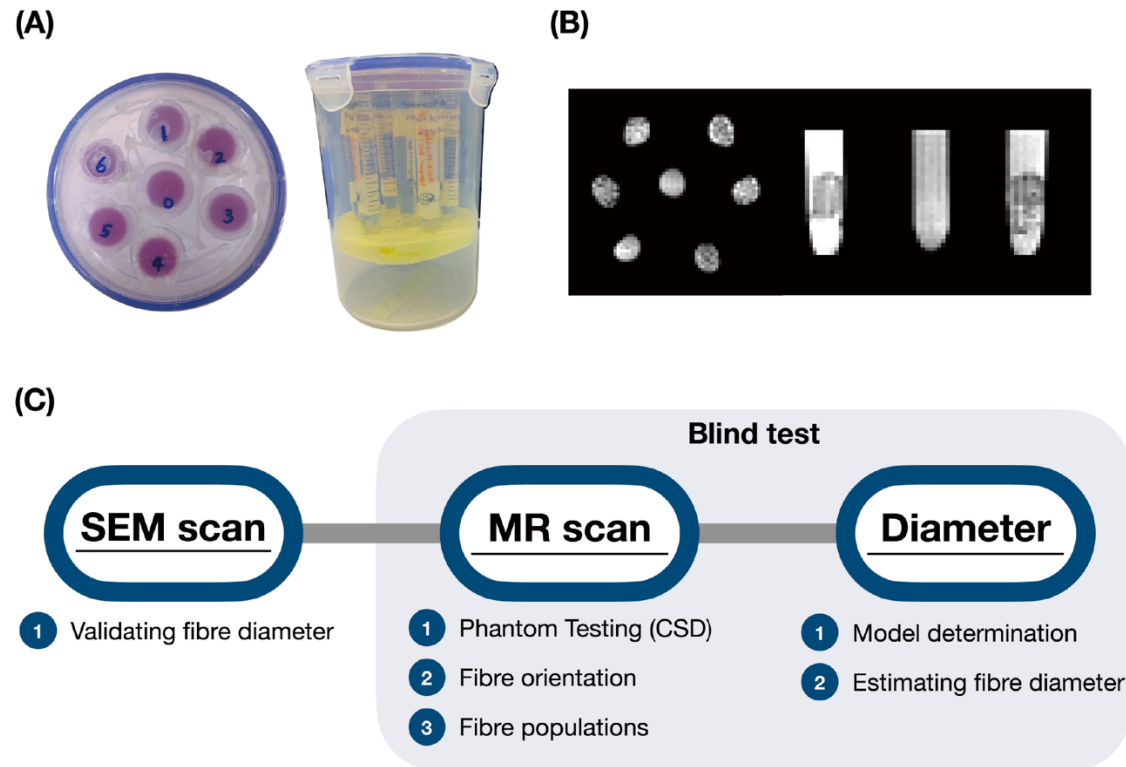 (A)
(B)
1
2
6
0
3
5
4
(C)
Blind test
SEM scan
MR scan
Diameter
1 Validating fibre diameter
1 Phantom Testing (CSD)
1 Model determination
2 Fibre orientation
2 Estimating fibre diameter
3 Fibre populations